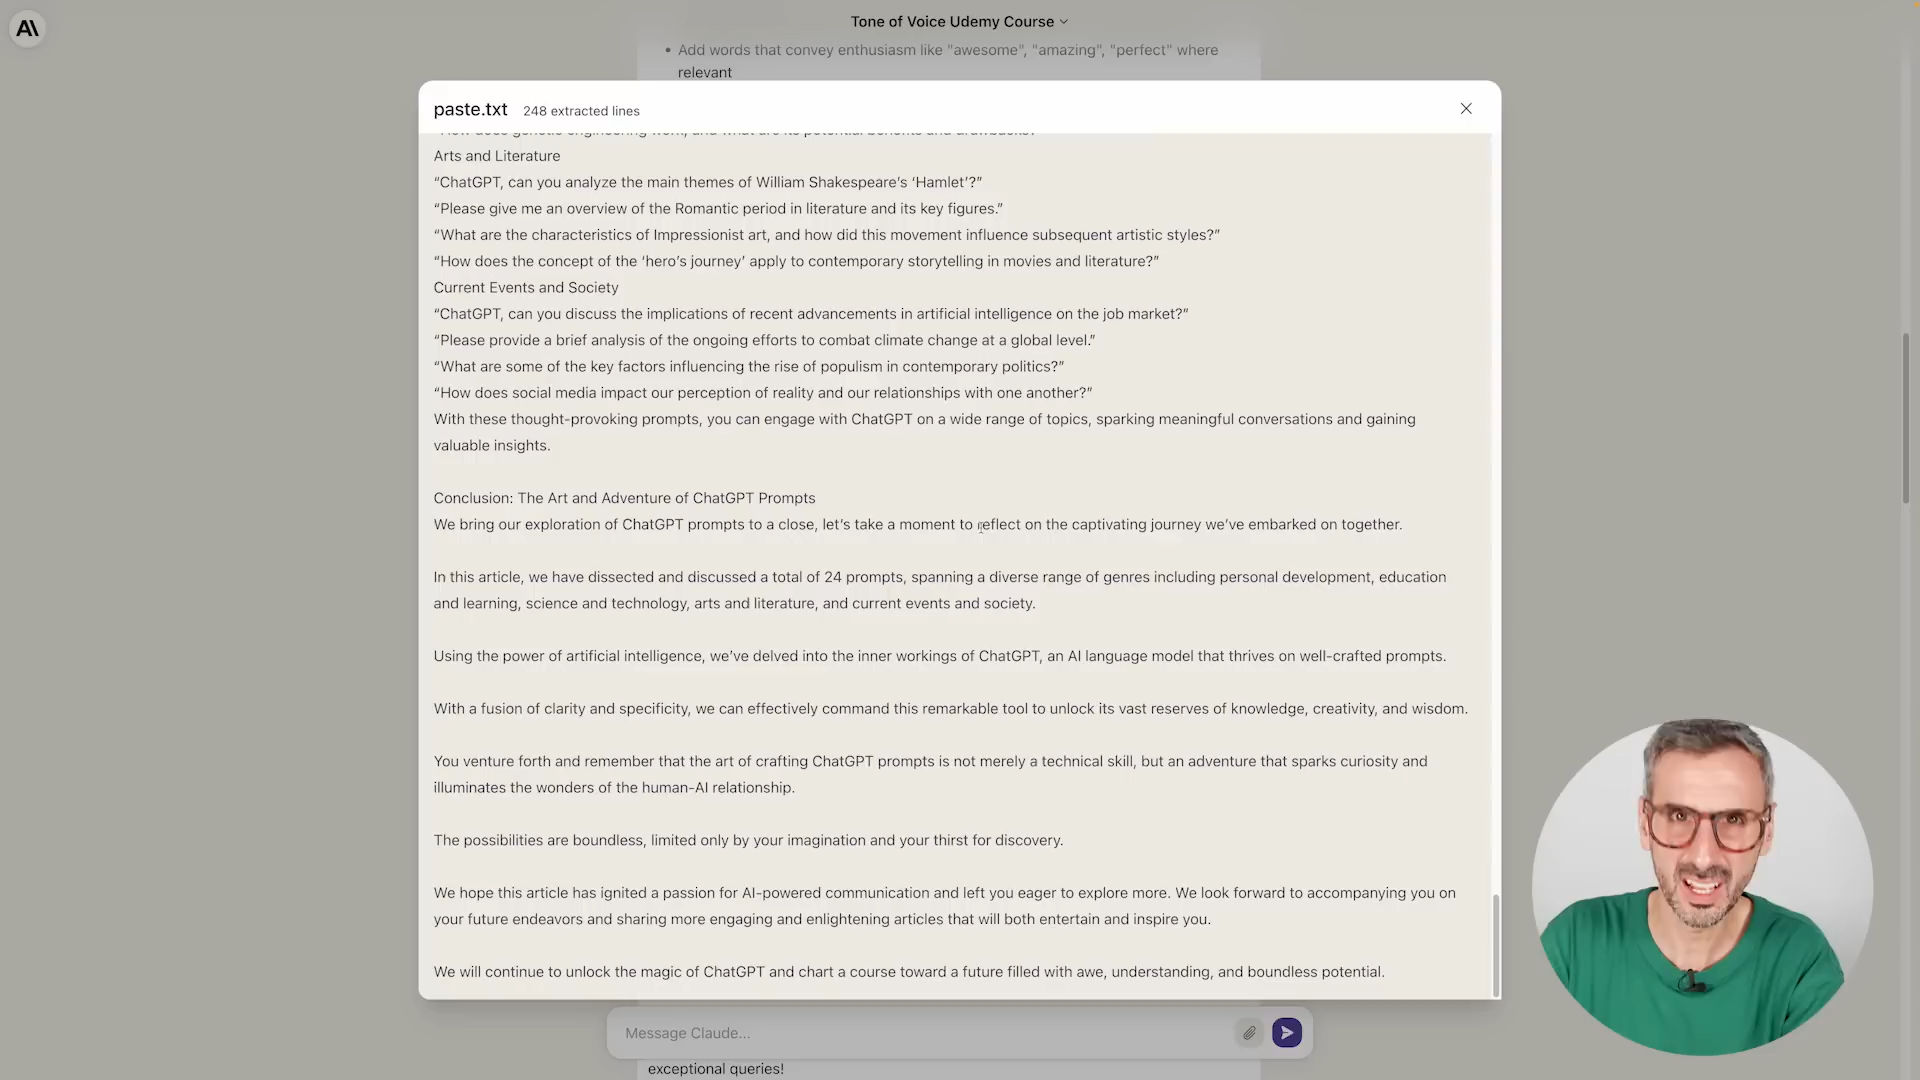 Tone of Voice Udemy Course
• Add words that convey enthusiasm like "awesome", "amazing", "perfect" where
relevant
paste.txt 248 extracted lines
“How does genetic engineering work, and what are its potential benefits and drawbacks?”
Arts and Literature
“ChatGPT, can you analyze the main themes of William Shakespeare’s ‘Hamlet’?”
“Please give me an overview of the Romantic period in literature and its key figures.”
“What are the characteristics of Impressionist art, and how did this movement influence subsequent artistic styles?”
“How does the concept of the ‘hero’s journey’ apply to contemporary storytelling in movies and literature?”
Current Events and Society
“ChatGPT, can you discuss the implications of recent advancements in artificial intelligence on the job market?”
“Please provide a brief analysis of the ongoing efforts to combat climate change at a global level.”
“What are some of the key factors influencing the rise of populism in contemporary politics?”
“How does social media impact our perception of reality and our relationships with one another?”
With these thought-provoking prompts, you can engage with ChatGPT on a wide range of topics, sparking meaningful conversations and gaining
valuable insights.
Conclusion: The Art and Adventure of ChatGPT Prompts
We bring our exploration of ChatGPT prompts to a close, let’s take a moment to reflect on the captivating journey we’ve embarked on together.
In this article, we have dissected and discussed a total of 24 prompts, spanning a diverse range of genres including personal development, education
and learning, science and technology, arts and literature, and current events and society.
Using the power of artificial intelligence, we’ve delved into the inner workings of ChatGPT, an AI language model that thrives on well-crafted prompts.
With a fusion of clarity and specificity, we can effectively command this remarkable tool to unlock its vast reserves of knowledge, creativity, and wisdom.
You venture forth and remember that the art of crafting ChatGPT prompts is not merely a technical skill, but an adventure that sparks curiosity and
illuminates the wonders of the human-AI relationship.
The possibilities are boundless, limited only by your imagination and your thirst for discovery.
We hope this article has ignited a passion for AI-powered communication and left you eager to explore more. We look forward to accompanying you on
your future endeavors and sharing more engaging and enlightening articles that will both entertain and inspire you.
We will continue to unlock the magic of ChatGPT and chart a course toward a future filled with awe, understanding, and boundless potential.
Message Claude...
exceptional queries!